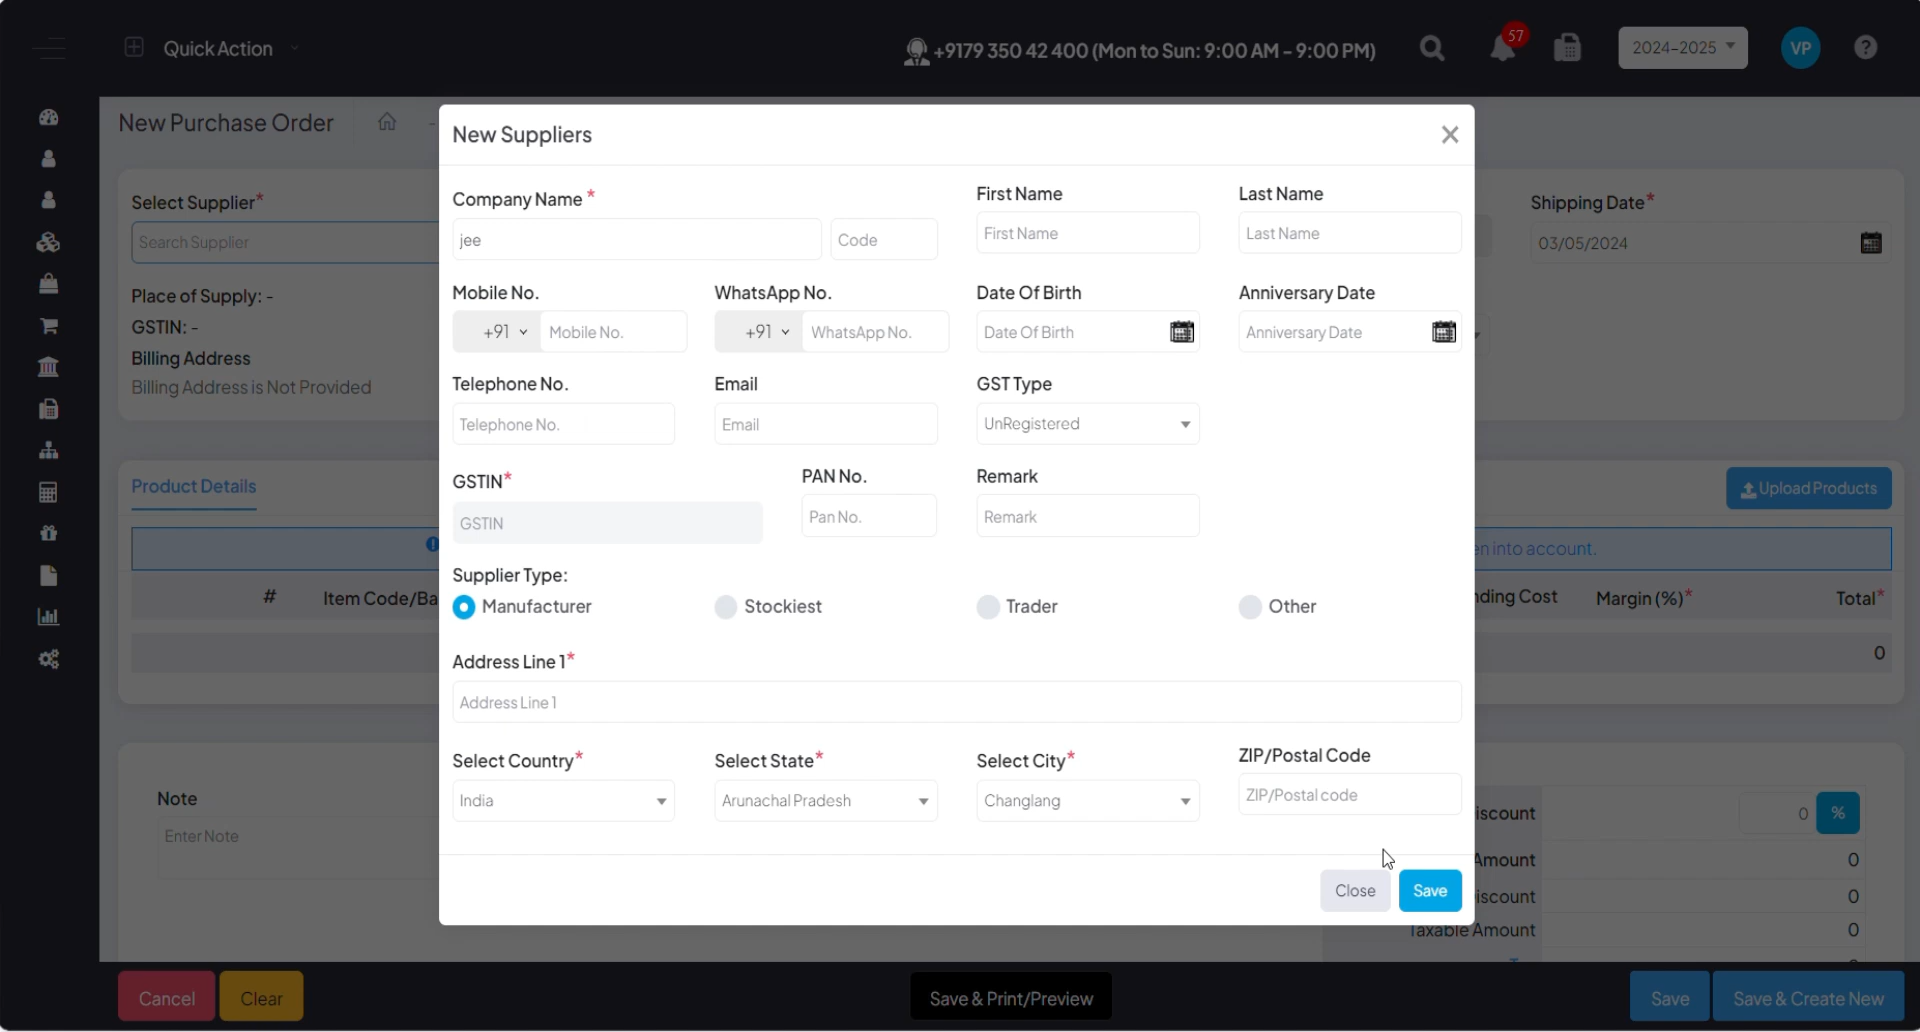 Quick Action
+9179 350 42 400 (Mon to Sun: 9:00 AM - 9:00 PM)
57
2024-2025
VP
?
New Purchase Order
-
New Suppliers
Select Supplier*
Search Supplier
Place of Supply: -
GSTIN: -
Billing Address
Billing Address is Not Provided
Shipping Date*
03/05/2024
Company Name *
jee
Code
First Name
First Name
Last Name
Last Name
Mobile No.
+91
Mobile No.
WhatsApp No.
+91
WhatsApp No.
Date Of Birth
Date Of Birth
Anniversary Date
Anniversary Date
Telephone No.
Telephone No.
Email
Email
GST Type
UnRegistered
GSTIN*
GSTIN
PAN No.
Pan No.
Remark
Remark
Supplier Type:
Manufacturer
Stockiest
Trader
Other
Address Line 1*
Address Line 1
Select Country*
India
Select State*
Arunachal Pradesh
Select City*
Changlang
ZIP/Postal Code
ZIP/Postal code
Close
Save
Product Details
Upload Products
into account.
#
Item Code/Ba
Cost
Margin (%)*
Total*
0
Note
Enter Note
iscount
0
%
Amount
0
iscount
0
Taxable Amount
0
Cancel
Clear
Save & Print/Preview
Save
Save & Create New